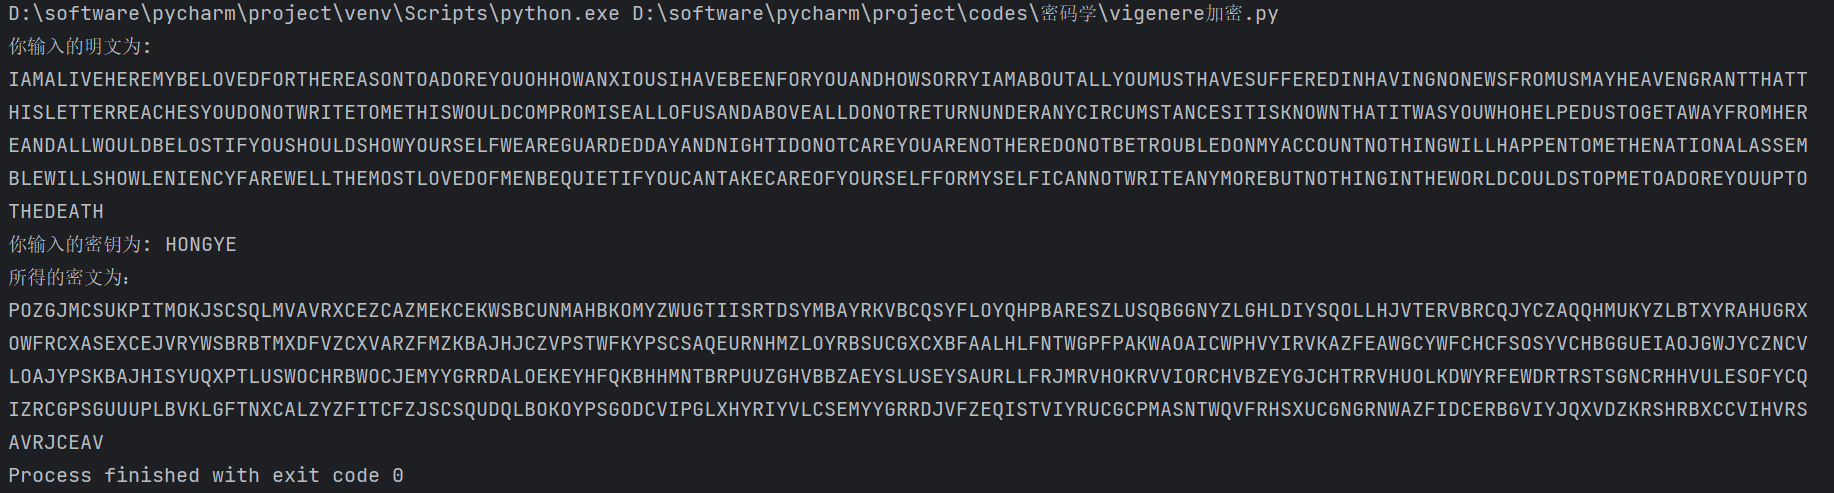 D:\software\pycharm\project\venv\Scripts\python.exe D:\software\pycharm\project\codes\密码学\vigenere加密.py
你输入的明文为:
IAMALIVEHEREMYBELOVEDFORTHEREASONTOADOREYOUOHHOWANXIOUSIHAVEBEENFORYOUANDHOWSORRYIAMABOUTALLYOUMUSTHAVESUFFEREDINHAVINGNONEWSFROMUSMAYHEAVENGRANTTHATT
HISLETTERREACHESYOUDONOTWRITETOMETHISWOULDCOMPROMISEALLOFUSANDABOVEALLDONOTRETURNUNDERANYCIRCUMSTANCESITISKNOWNTHATITWASYOUWHOHELPEDUSTOGETAWAYFROMHER
EANDALLWOULDBELOSTIFYOUSHOULDSHOWYOURSELFWEAREGUARDEDDAYANDNIGHTIDONOTCAREYOUARENOTHEREDONOTBETROUBLEDONMYACCOUNTNOTHINGWILLHAPPENTOMETHENATIONALASSEM
BLEWILLSHOWLENIENCYFAREWELLTHEMOSTLOVEDOFMENBEQUIETIFYOUCANTAKECAREOFYOURSELFFORMYSELFICANNOTWRITEANYMOREBUTNOTHINGINTHEWORLDCOULDSTOPMETOADOREYOUUPTO
THEDEATH
你输入的密钥为: HONGYE
所得的密文为:
POZGJMCSUKPITMOKJSCSQLMVAVRXCEZCAZMEKCEKWSBCUNMAHBKOMYZWUGTIISRTDSYMBAYRKVBCQSYFLOYQHPBARESZLUSQBGGNYZLGHLDIYSQOLLHJVTERVBRCQJYCZAQQHMUKYZLBTXYRAHUGRX
OWFRCXASEXCEJVRYWSBRBTMXDFVZCXVARZFMZKBAJHJCZVPSTWFKYPSCSAQEURNHMZLOYRBSUCGXCXBFAALHLFNTWGPFPAKWAOAICWPHVYIRVKAZFEAWGCYWFCHCFSOSYVCHBGGUEIAOJGWJYCZNCV
LOAJYPSKBAJHISYUQXPTLUSWOCHRBWOCJEMYYGRRDALOEKEYHFQKBHHMNTBRPUUZGHVBBZAEYSLUSEYSAURLLFRJMRVHOKRVVIORCHVBZEYGJCHTRRVHUOLKDWYRFEWDRTRSTSGNCRHHVULESOFYCQ
IZRCGPSGUUUPLBVKLGFTNXCALZYZFITCFZJSCSQUDQLBOKOYPSGODCVIPGLXHYRIYVLCSEMYYGRRDJVFZEQISTVIYRUCGCPMASNTWQVFRHSXUCGNGRNWAZFIDCERBGVIYJQXVDZKRSHRBXCCVIHVRS
AVRJCEAV
Process finished with exit code 0